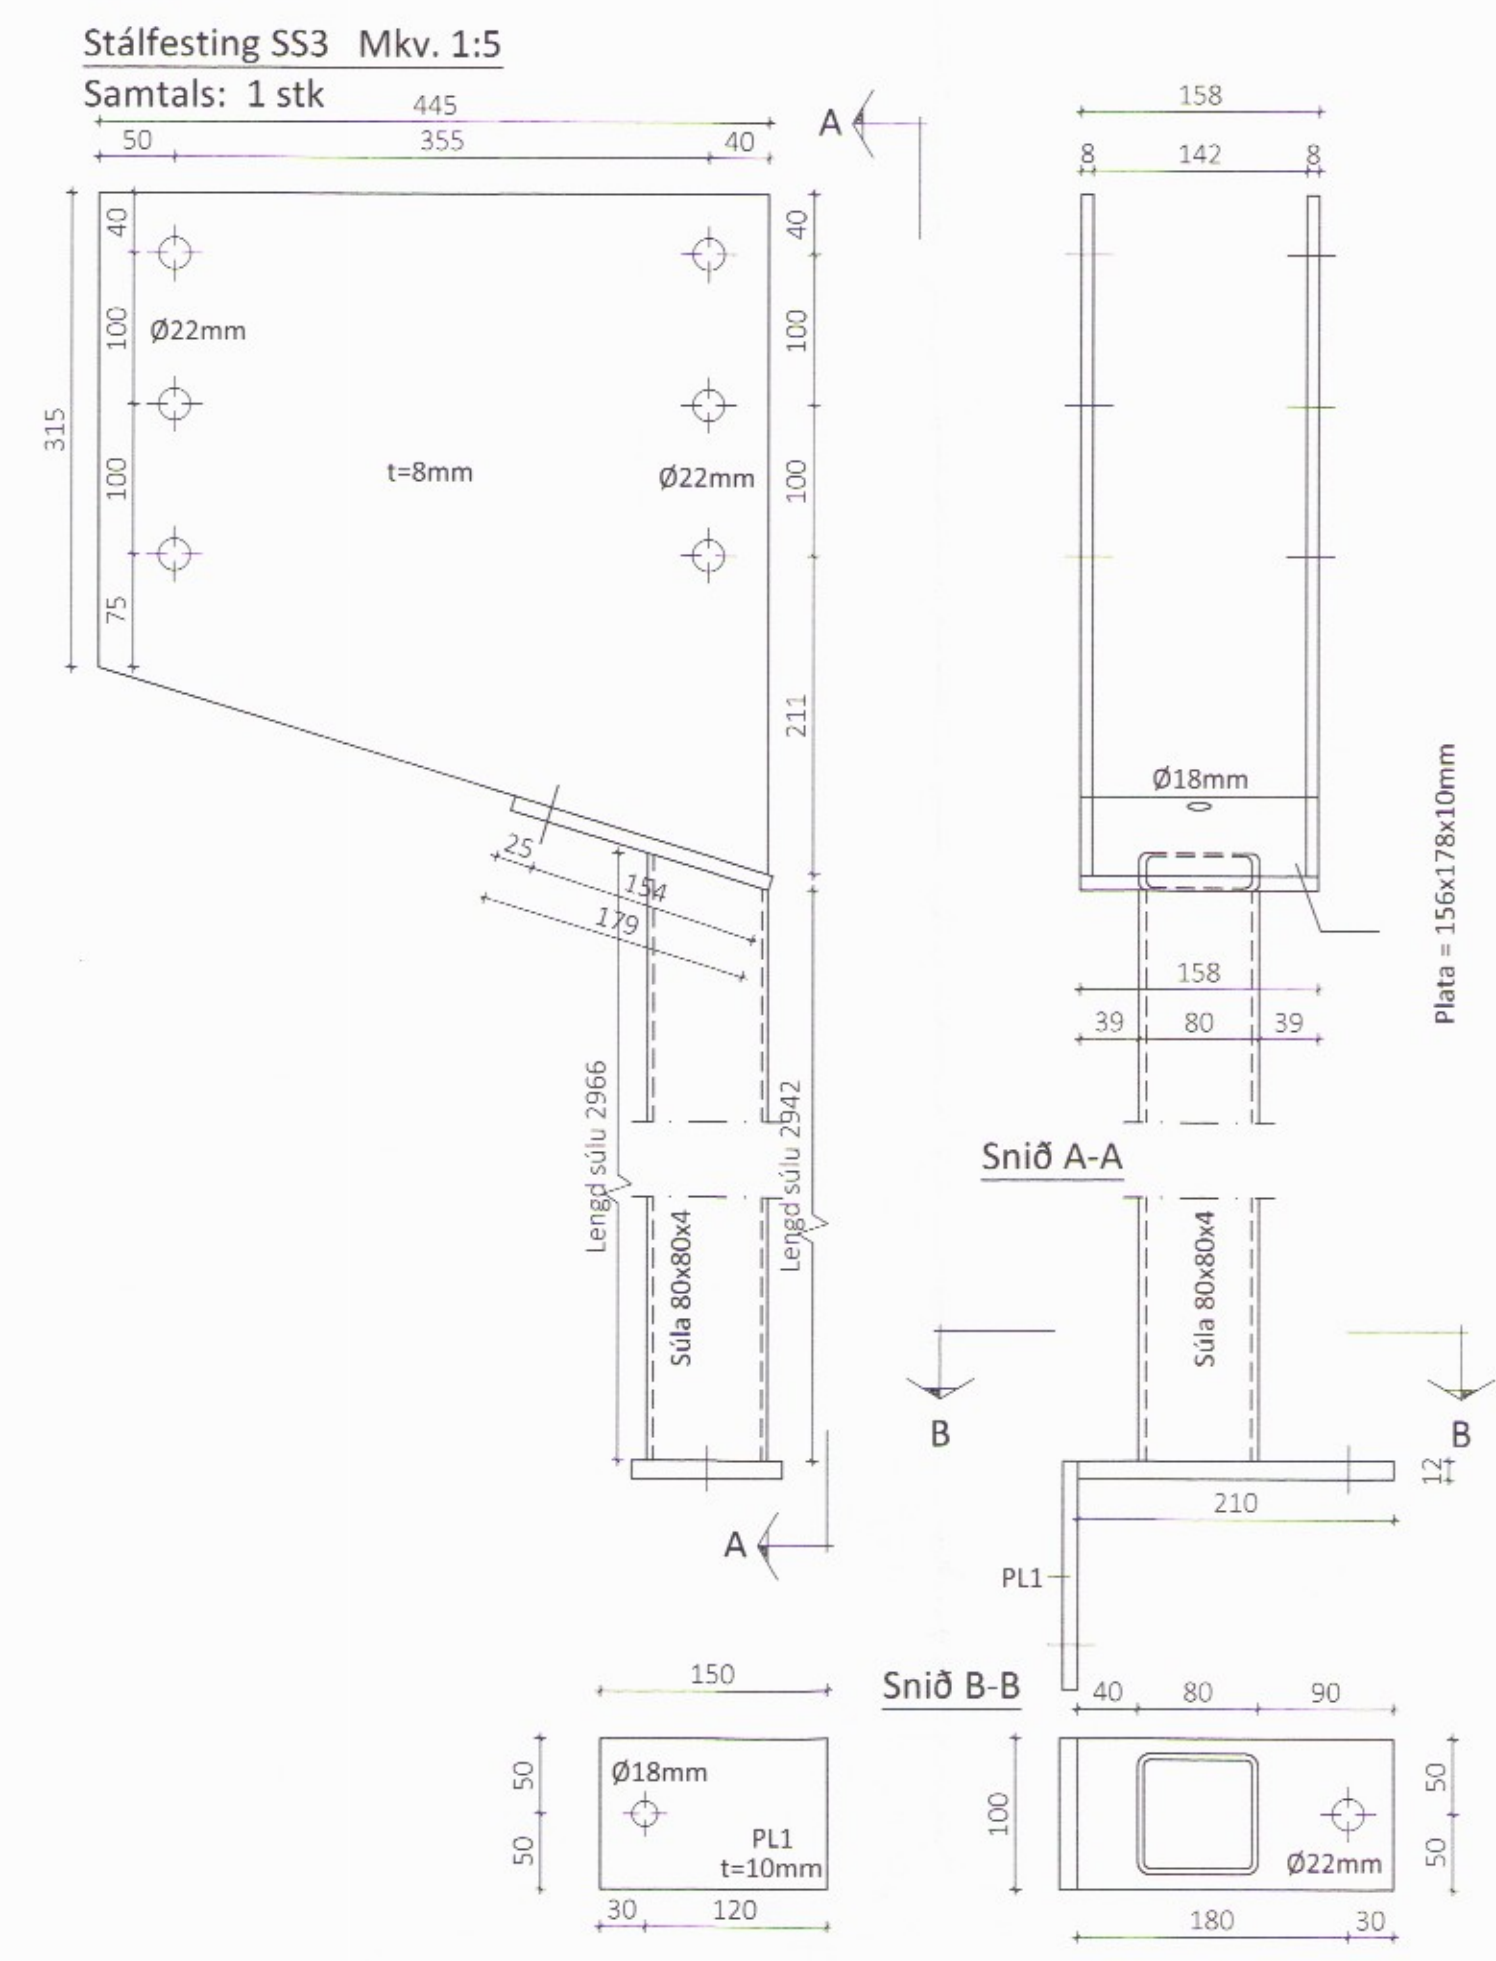 Stálfesting SS3 Mkv. 1:5
Samtals: 1 stk
445
50
355
40
A
158
8
142
8
315
40
100
100
75
Ø22mm
t=8mm
Ø22mm
40
100
100
211
Ø18mm
Plata = 156x178x10mm
25
154
179
158
39
80
39
Lengd súlu 2966
Lengd súlu 2942
Snið A-A
Súla 80x80x4
Súla 80x80x4
B
B
12
210
A
PL1
150
Snið B-B
40
80
90
50
50
Ø18mm
PL1
t=10mm
100
Ø22mm
50
50
30
120
180
30